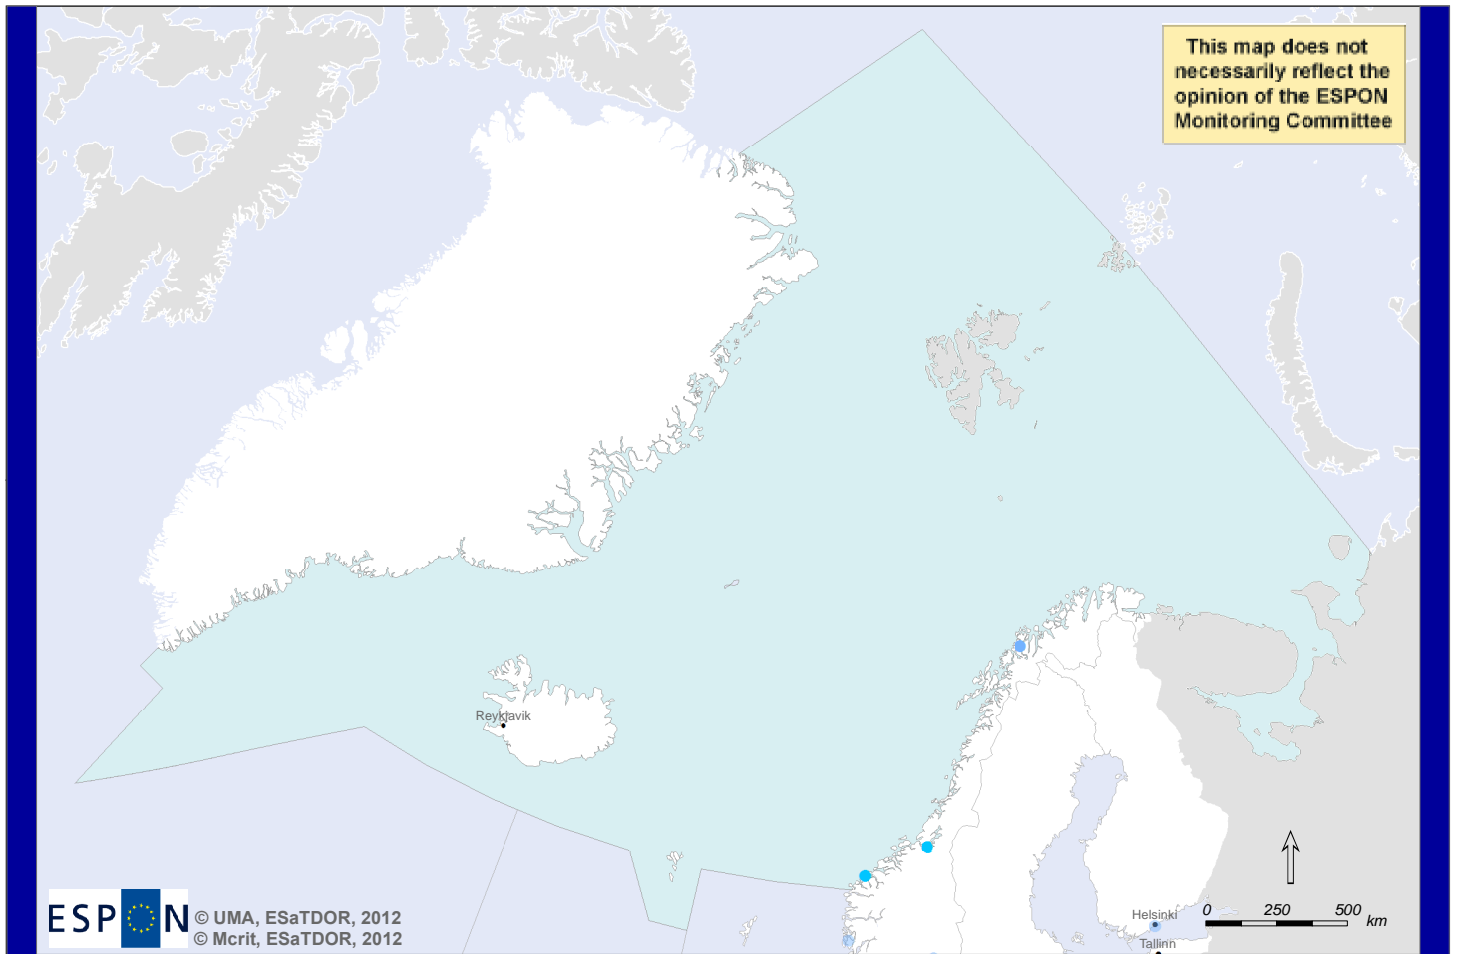 This map does not
necessarily reflect the
opinion of the ESPON
Monitoring Committee
Reykjavik
Helsinki
Tallinn
0 250 500 km
ESPON
© UMA, ESaTDOR, 2012
© Mcrit, ESaTDOR, 2012